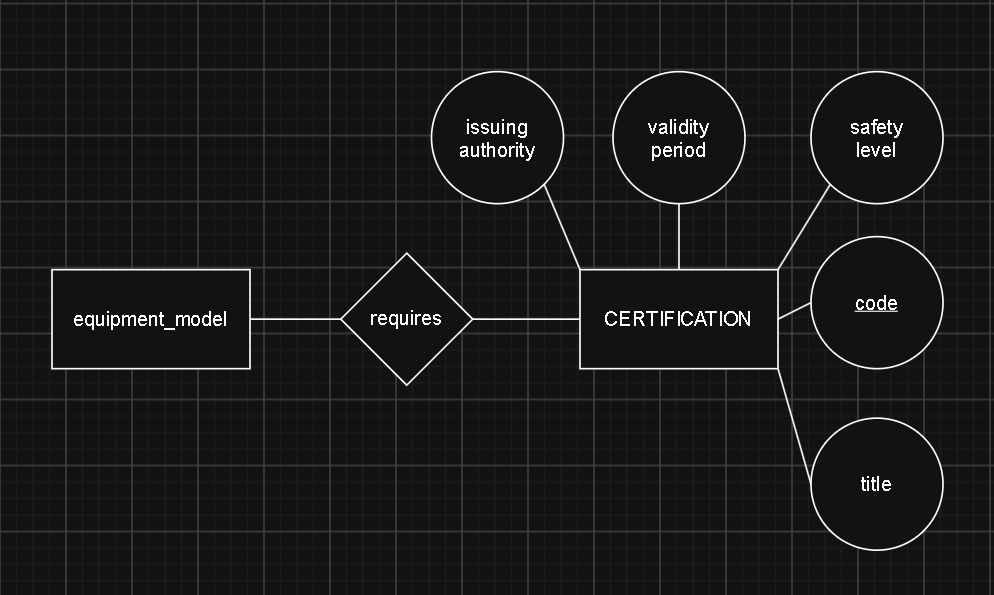 issuing
authority
validity
period
safety
level
equipment_model
requires
CERTIFICATION
code
title